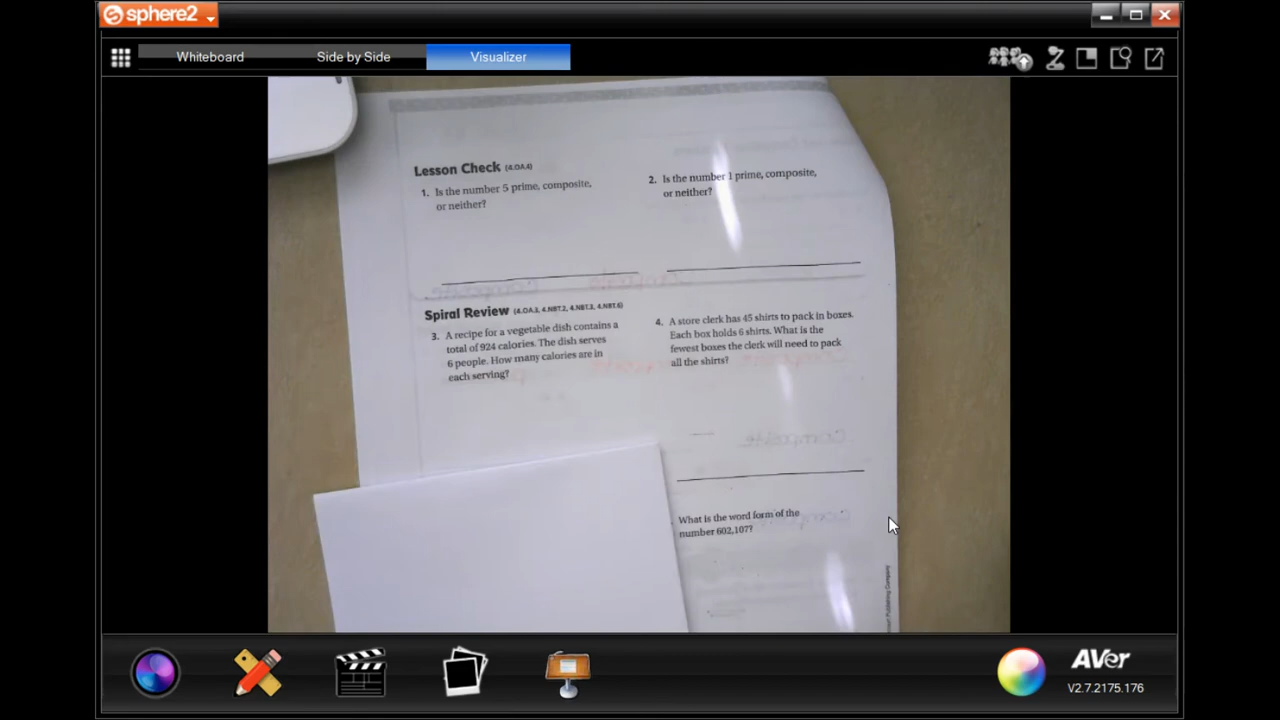 sphere2
Whiteboard
Side by Side
Visualizer
Lesson Check (4.OA.4)
1. Is the number 5 prime, composite,
or neither?
2. Is the number 1 prime, composite,
or neither?
Spiral Review (4.OA.3, 4.NBT.2, 4.NBT.3, 4.NBT.6)
3. A recipe for a vegetable dish contains a
total of 924 calories. The dish serves
6 people. How many calories are in
each serving?
4. A store clerk has 45 shirts to pack in boxes.
Each box holds 6 shirts. What is the
fewest boxes the clerk will need to pack
all the shirts?
What is the word form of the
number 602,107?
Publishing Company
AVer
V2.7.2175.176